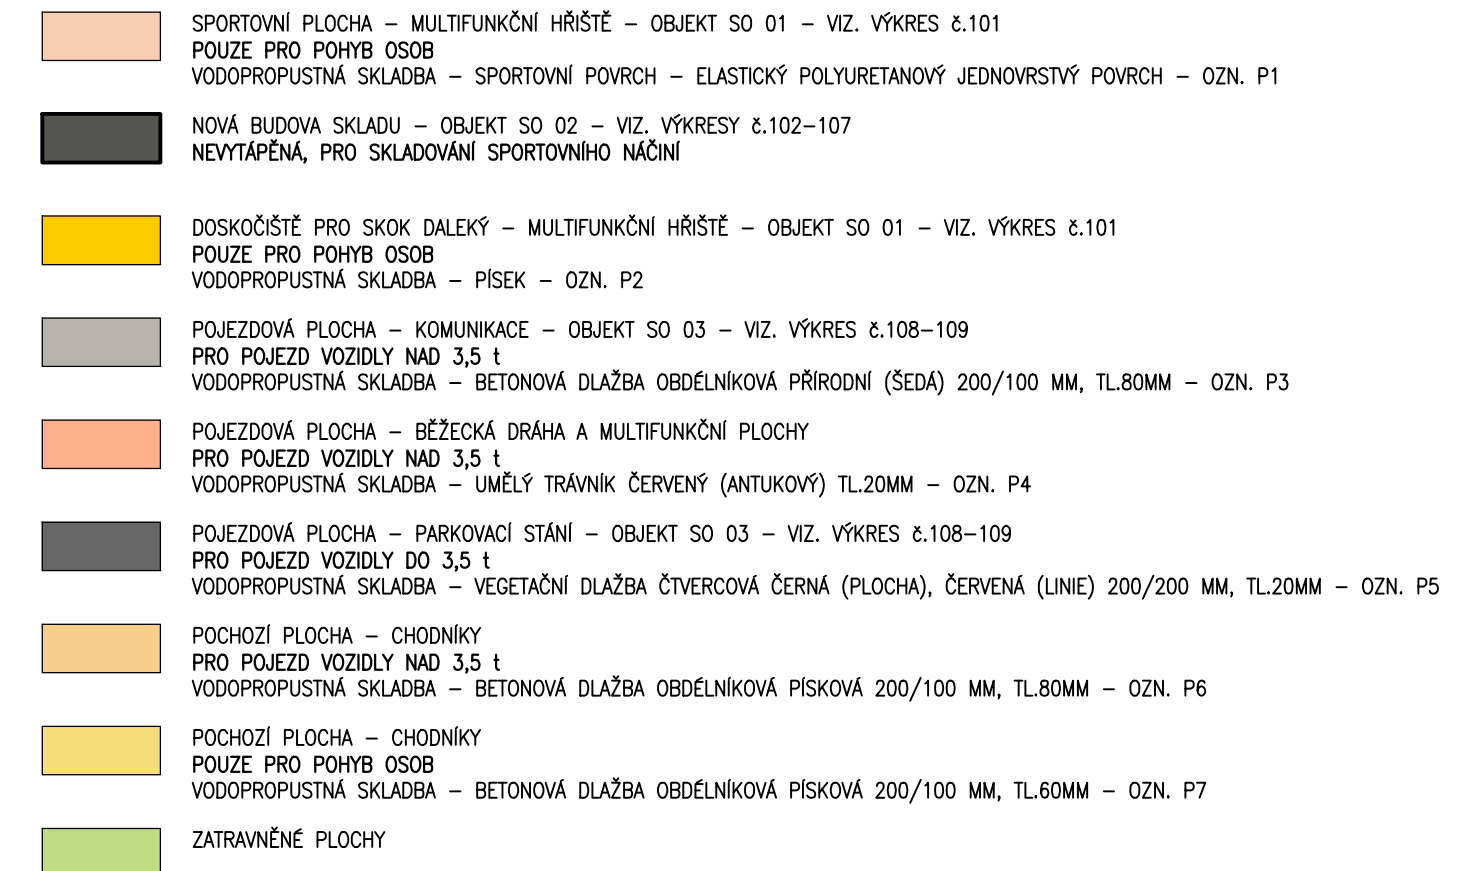 SPORTOVNÍ PLOCHA – MULTIFUNKČNÍ HŘIŠTĚ – OBJEKT SO 01 – VIZ. VÝKRES č.101
POUZE PRO POHYB OSOB
VODOPROPUSTNÁ SKLADBA – SPORTOVNÍ POVRCH – ELASTICKÝ POLYURETANOVÝ JEDNOVRSTVÝ POVRCH – OZN. P1
NOVÁ BUDOVA SKLADU – OBJEKT SO 02 – VIZ. VÝKRESY č.102–107
NEVYTÁPĚNÁ, PRO SKLADOVÁNÍ SPORTOVNÍHO NÁČINÍ
DOSKOČIŠTĚ PRO SKOK DALEKÝ – MULTIFUNKČNÍ HŘIŠTĚ – OBJEKT SO 01 – VIZ. VÝKRES č.101
POUZE PRO POHYB OSOB
VODOPROPUSTNÁ SKLADBA – PÍSEK – OZN. P2
POJEZDOVÁ PLOCHA – KOMUNIKACE – OBJEKT SO 03 – VIZ. VÝKRES č.108–109
PRO POJEZD VOZIDLY NAD 3,5 t
VODOPROPUSTNÁ SKLADBA – BETONOVÁ DLAŽBA OBDÉLNÍKOVÁ PŘÍRODNÍ (ŠEDÁ) 200/100 MM, TL.80MM – OZN. P3
POJEZDOVÁ PLOCHA – BĚŽECKÁ DRÁHA A MULTIFUNKČNÍ PLOCHY
PRO POJEZD VOZIDLY NAD 3,5 t
VODOPROPUSTNÁ SKLADBA – UMĚLÝ TRÁVNÍK ČERVENÝ (ANTUKOVÝ) TL.20MM – OZN. P4
POJEZDOVÁ PLOCHA – PARKOVACÍ STÁNÍ – OBJEKT SO 03 – VIZ. VÝKRES č.108–109
PRO POJEZD VOZIDLY DO 3,5 t
VODOPROPUSTNÁ SKLADBA – VEGETAČNÍ DLAŽBA ČTVERCOVÁ ČERNÁ (PLOCHA), ČERVENÁ (LINIE) 200/200 MM, TL.20MM – OZN. P5
POCHOZÍ PLOCHA – CHODNÍKY
PRO POJEZD VOZIDLY NAD 3,5 t
VODOPROPUSTNÁ SKLADBA – BETONOVÁ DLAŽBA OBDÉLNÍKOVÁ PÍSKOVÁ 200/100 MM, TL.80MM – OZN. P6
POCHOZÍ PLOCHA – CHODNÍKY
POUZE PRO POHYB OSOB
VODOPROPUSTNÁ SKLADBA – BETONOVÁ DLAŽBA OBDÉLNÍKOVÁ PÍSKOVÁ 200/100 MM, TL.60MM – OZN. P7
ZATRAVNĚNÉ PLOCHY